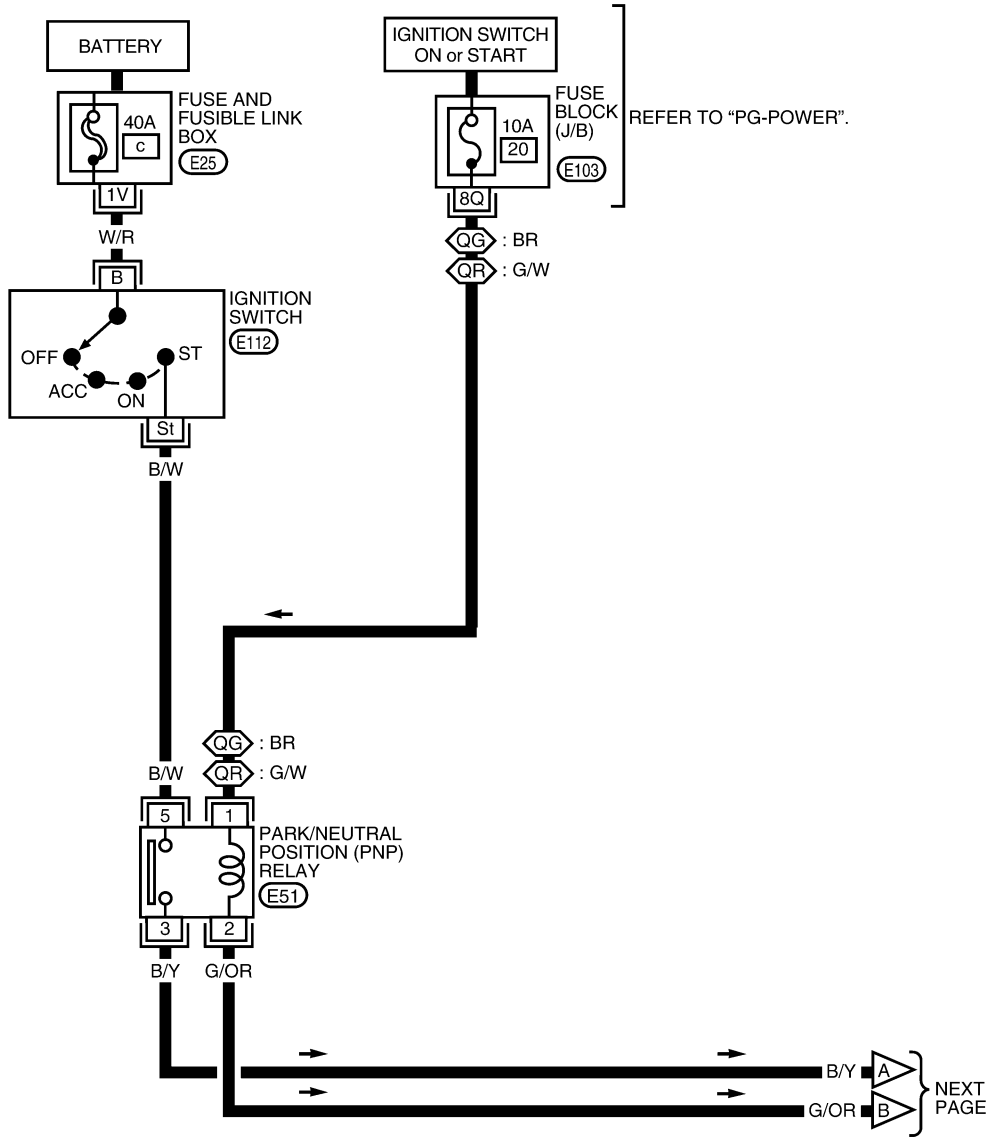 BATTERY
IGNITION SWITCH
ON or START
40A
c
FUSE AND
FUSIBLE LINK
BOX
E25
10A
20
FUSE
BLOCK
(J/B)
E103
REFER TO “PG-POWER”.
1V
8Q
W/R
QG : BR
QR : G/W
B
IGNITION
SWITCH
E112
OFF
ACC
ON
ST
St
B/W
QG : BR
B/W
QR : G/W
5
1
PARK/NEUTRAL
POSITION (PNP)
RELAY
E51
3
2
B/Y
G/OR
B/Y
A
G/OR
B
NEXT
PAGE